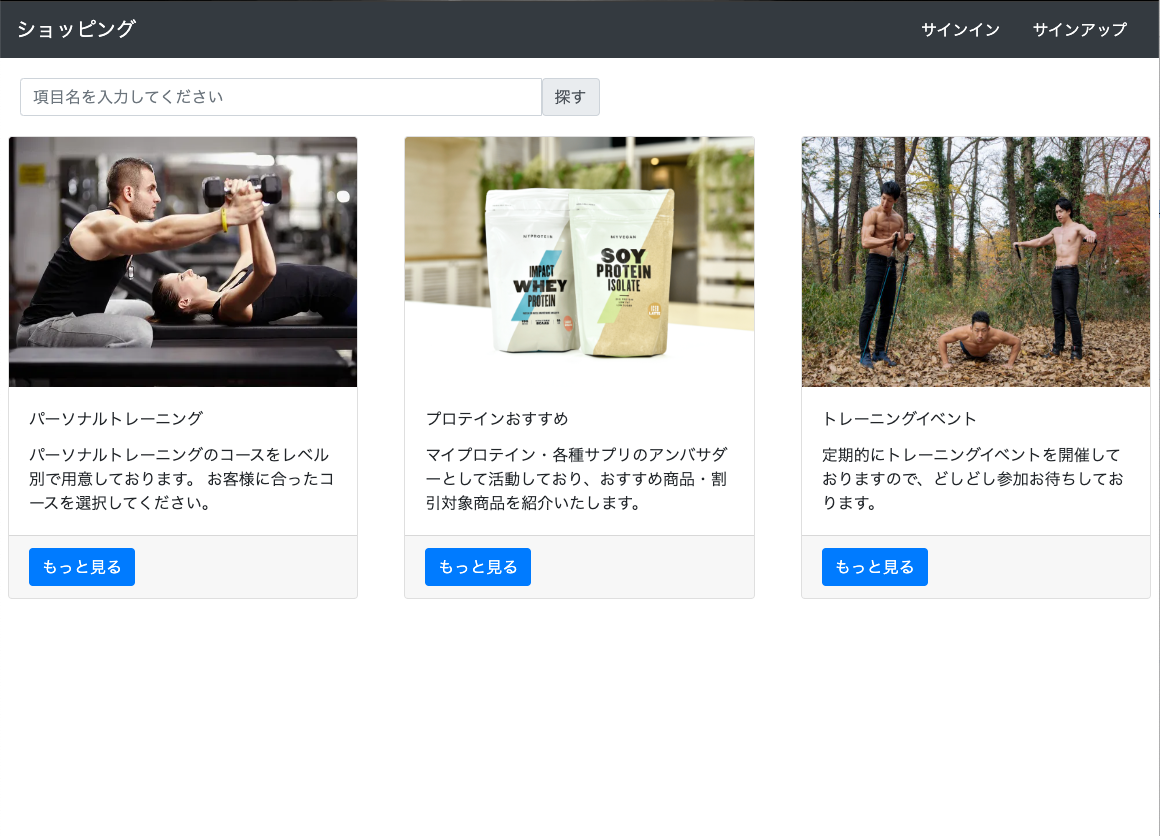 ショッピング
サインイン
サインアップ
項目名を入力してください
探す
MYPROTEIN
IMPACT
WHEY
PROTEIN
MYVEGAN
SOY
PROTEIN
ISOLATE
パーソナルトレーニング
パーソナルトレーニングのコースをレベル
別で用意しております。 お客様に合ったコ
ースを選択してください。
もっと見る
プロテインおすすめ
マイプロテイン・各種サプリのアンバサダ
ーとして活動しており、おすすめ商品・割
引対象商品を紹介いたします。
もっと見る
トレーニングイベント
定期的にトレーニングイベントを開催して
おりますので、どしどし参加お待ちしてお
ります。
もっと見る